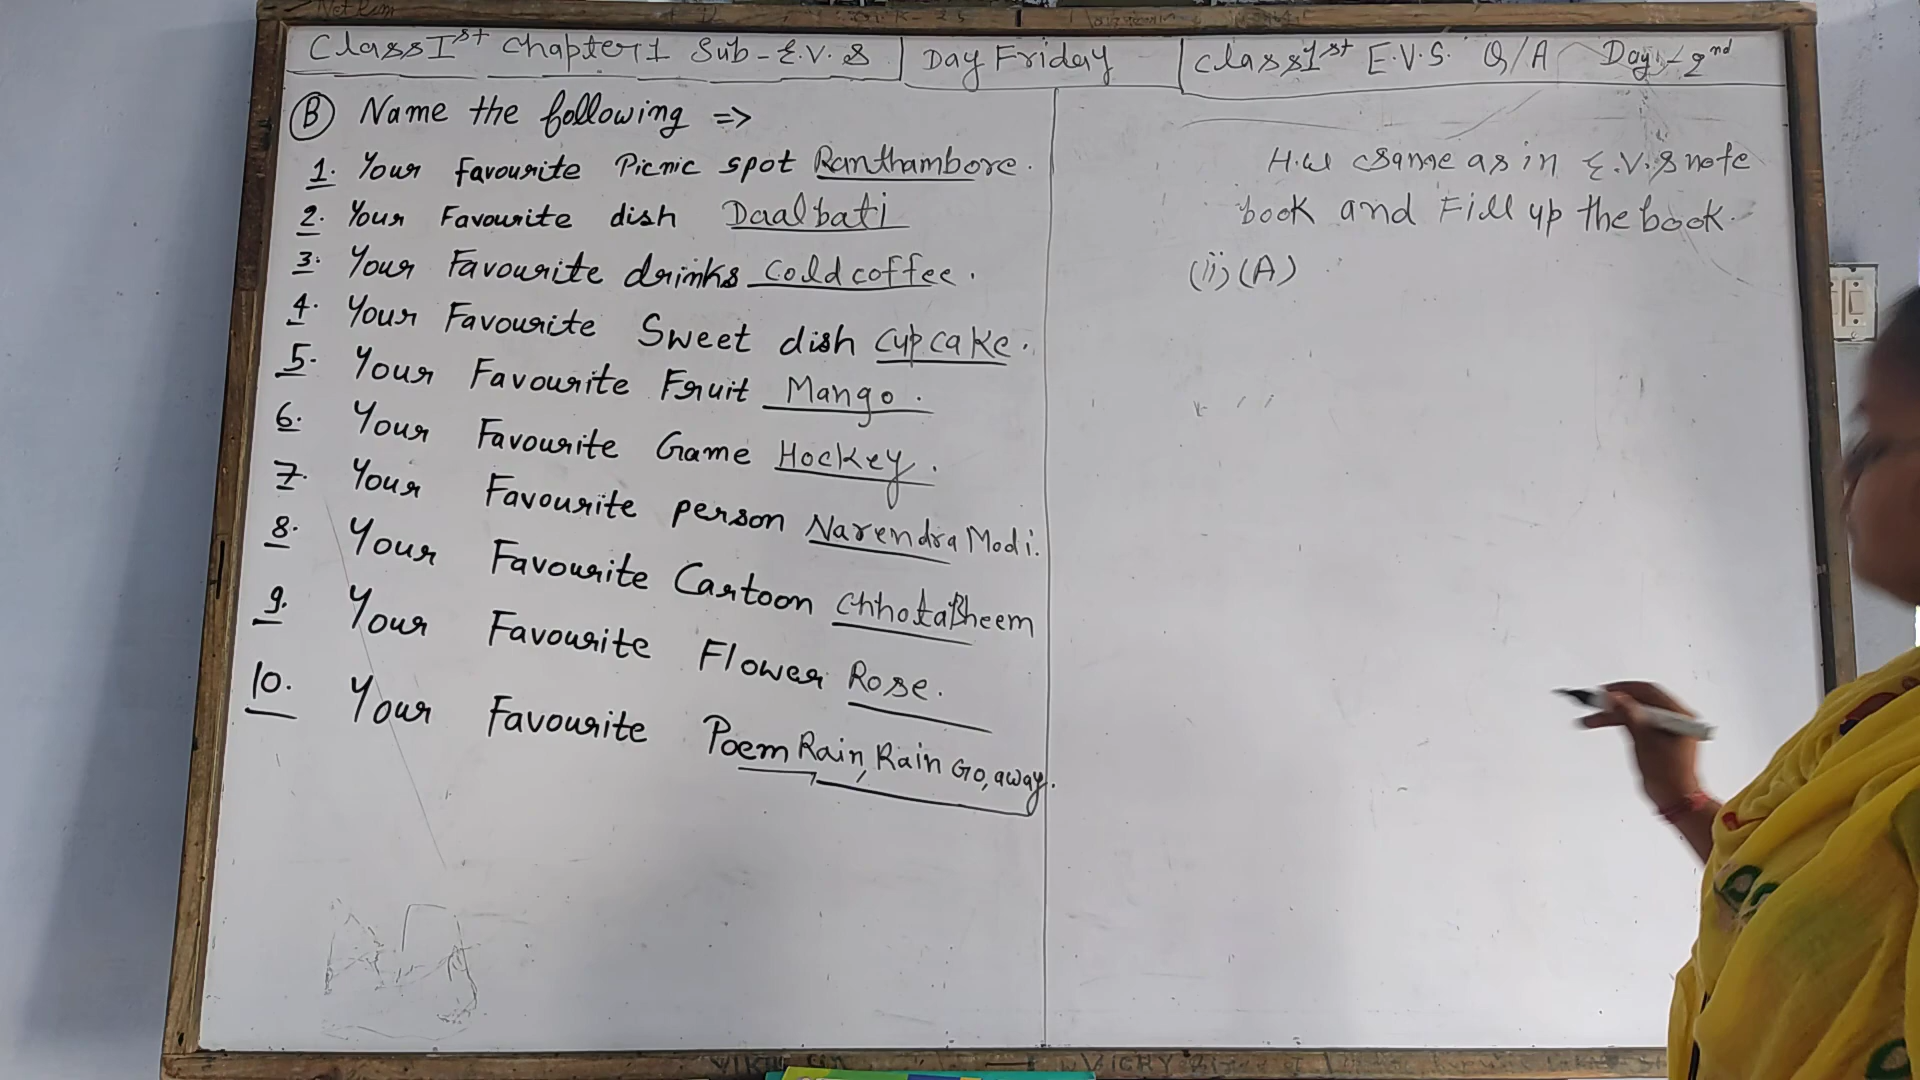 Class Ist Chapter 1 Sub - E.V.S
Day Friday
Class Ist E.V.S. Q/A Day - 2nd
(B) Name the following =>
1. Your favourite Picnic spot Ranthambore.
2. Your Favourite dish Daalbati
3. Your Favourite drinks Cold coffee.
4. Your Favourite Sweet dish Cup cake.
5. Your Favourite Fruit Mango.
6. Your Favourite Game Hockey.
7. Your Favourite person Narendra Modi.
8. Your Favourite Cartoon Chhota Bheem
9. Your Favourite Flower Rose.
10. Your Favourite Poem Rain, Rain Go, away.
H.w same as in E.V.S note
book and Fill up the book.
(ii) (A)